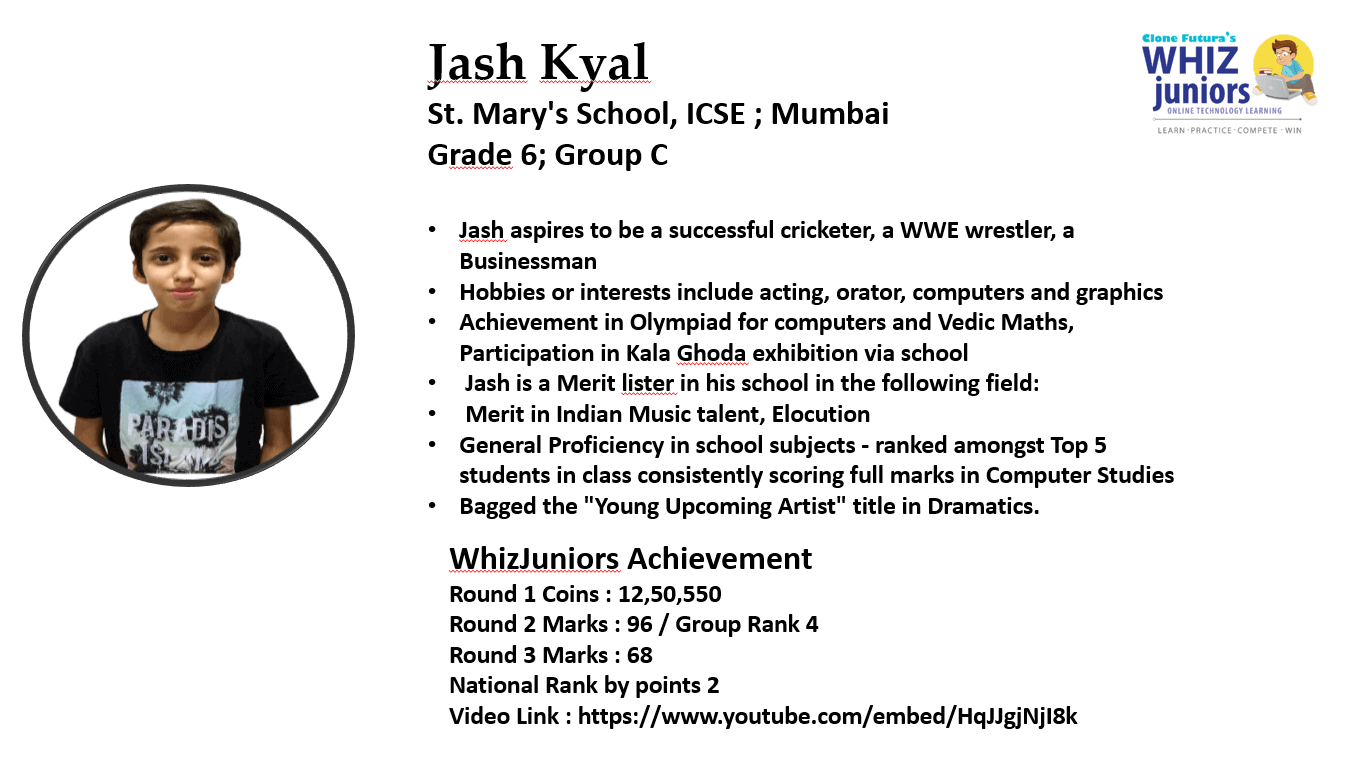 Jash Kyal
St. Mary's School, ICSE ; Mumbai
Grade 6; Group C
Clone Futura's
WHIZ
juniors
ONLINE TECHNOLOGY LEARNING
LEARN · PRACTICE · COMPETE · WIN
• Jash aspires to be a successful cricketer, a WWE wrestler, a
Businessman
• Hobbies or interests include acting, orator, computers and graphics
• Achievement in Olympiad for computers and Vedic Maths,
Participation in Kala Ghoda exhibition via school
• Jash is a Merit lister in his school in the following field:
• Merit in Indian Music talent, Elocution
• General Proficiency in school subjects - ranked amongst Top 5
students in class consistently scoring full marks in Computer Studies
• Bagged the "Young Upcoming Artist" title in Dramatics.
PARADIS
WhizJuniors Achievement
Round 1 Coins : 12,50,550
Round 2 Marks : 96 / Group Rank 4
Round 3 Marks : 68
National Rank by points 2
Video Link : https://www.youtube.com/embed/HqJJgjNjI8k